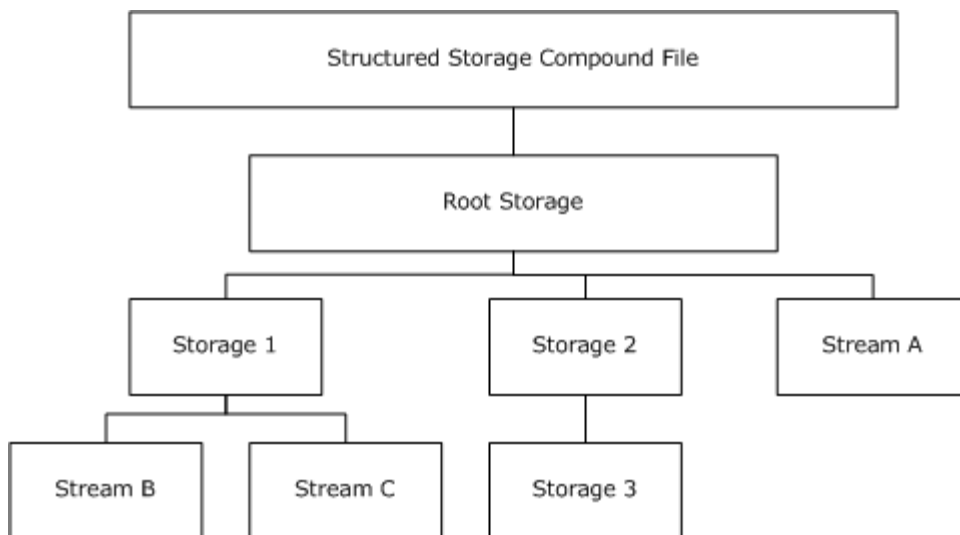 Structured Storage Compound File
Root Storage
Storage 1
Storage 2
Stream A
Stream B
Stream C
Storage 3